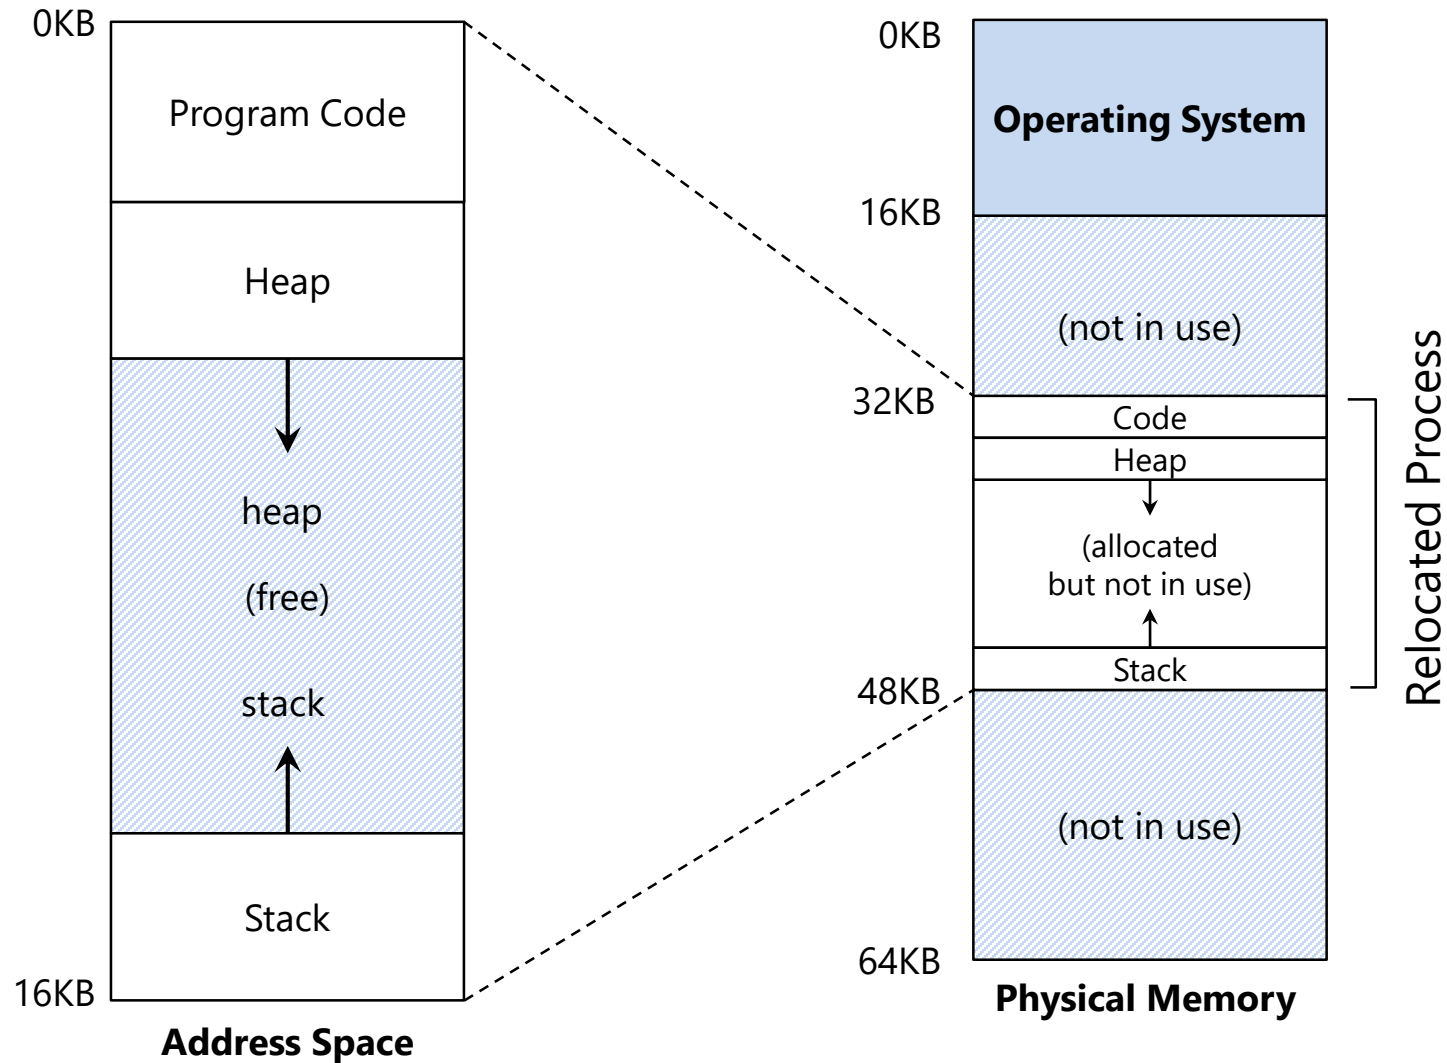 0KB
Program Code
Heap
heap
(free)
stack
Stack
16KB
Address Space
0KB
Operating System
16KB
(not in use)
32KB
Code
Heap
(allocated
but not in use)
Stack
48KB
(not in use)
64KB
Physical Memory
Relocated Process